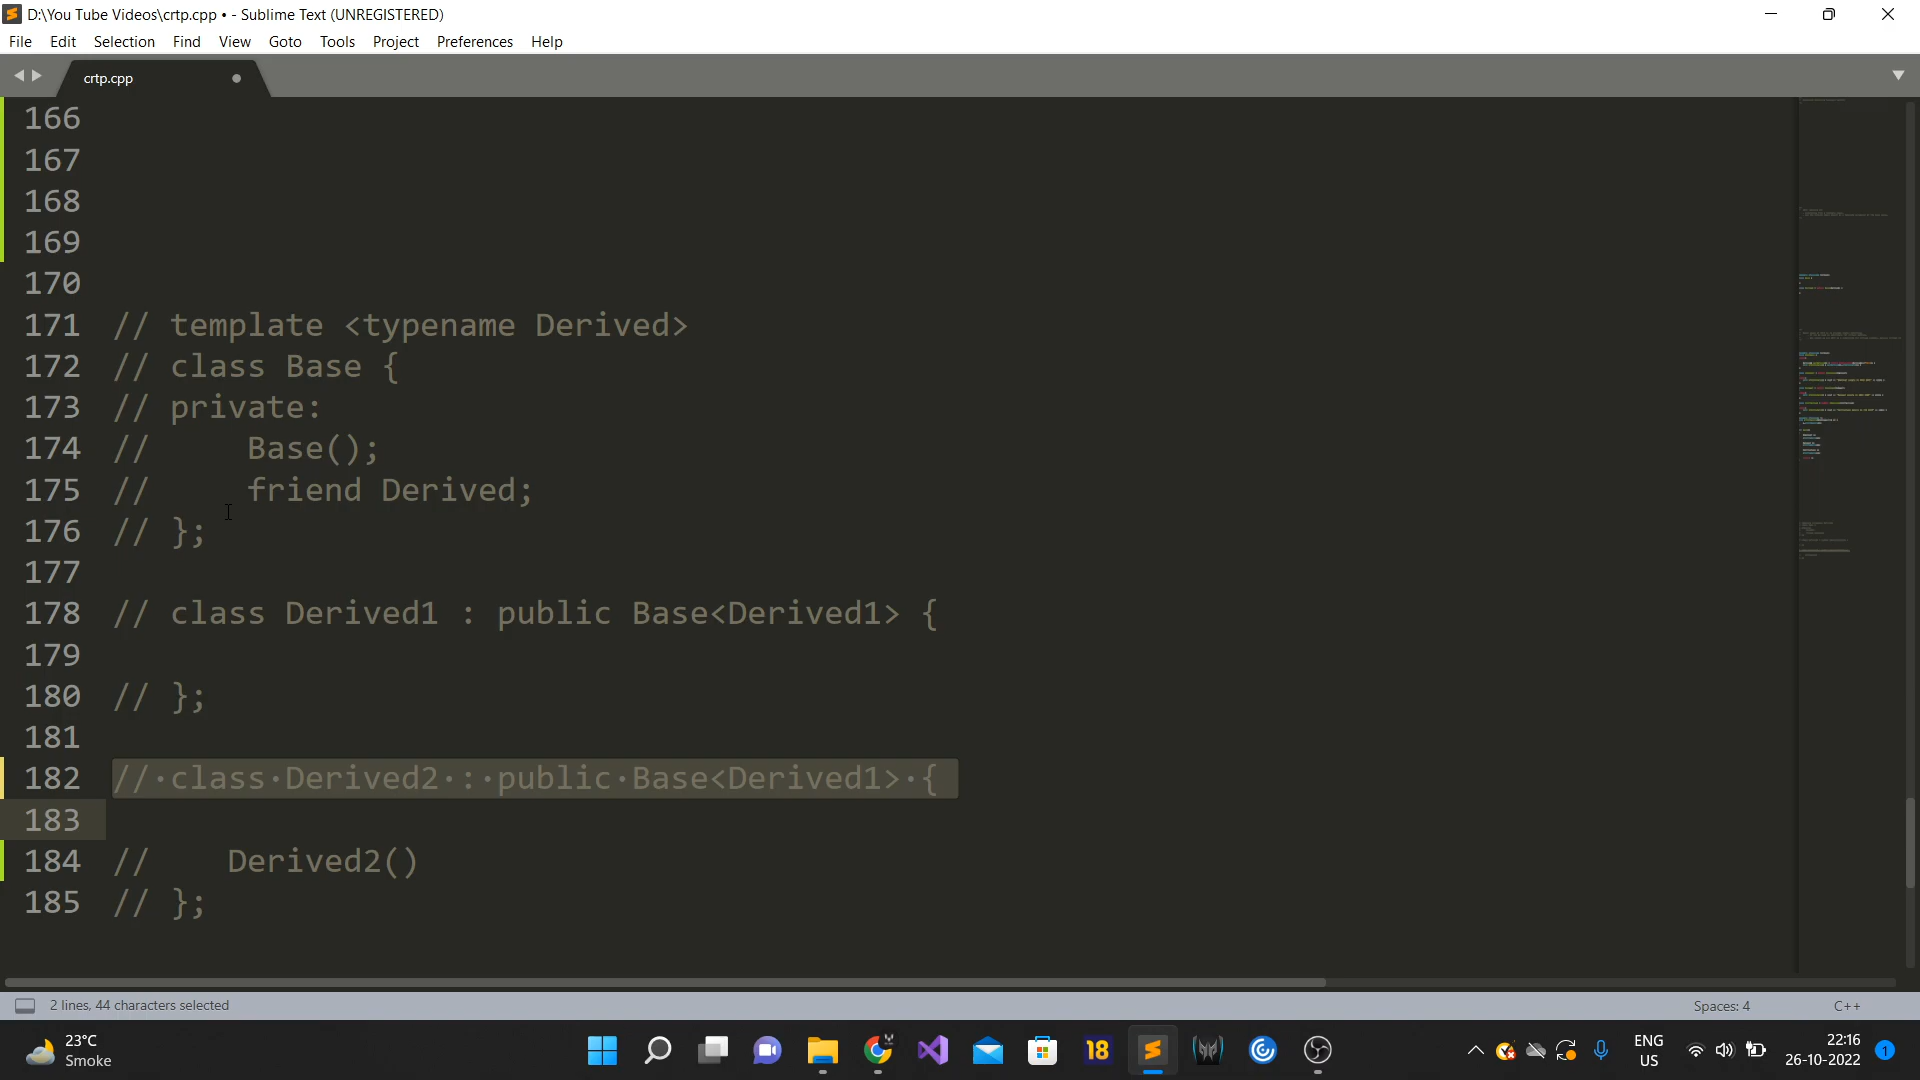 D:\You Tube Videos\crtp.cpp • - Sublime Text (UNREGISTERED)
File Edit Selection Find View Goto Tools Project Preferences Help
crtp.cpp
166
167
168
169
170
171 // template <typename Derived>
172 // class Base {
173 // private:
174 //     Base();
175 //     friend Derived;
176 // };
177
178 // class Derived1 : public Base<Derived1> {
179
180 // };
181
182 //·class·Derived2·:·public·Base<Derived1>·{
183
184 //    Derived2()
185 // };
2 lines, 44 characters selected Spaces: 4 C++
23°C
Smoke
18
ENG
US
22:16
26-10-2022
1